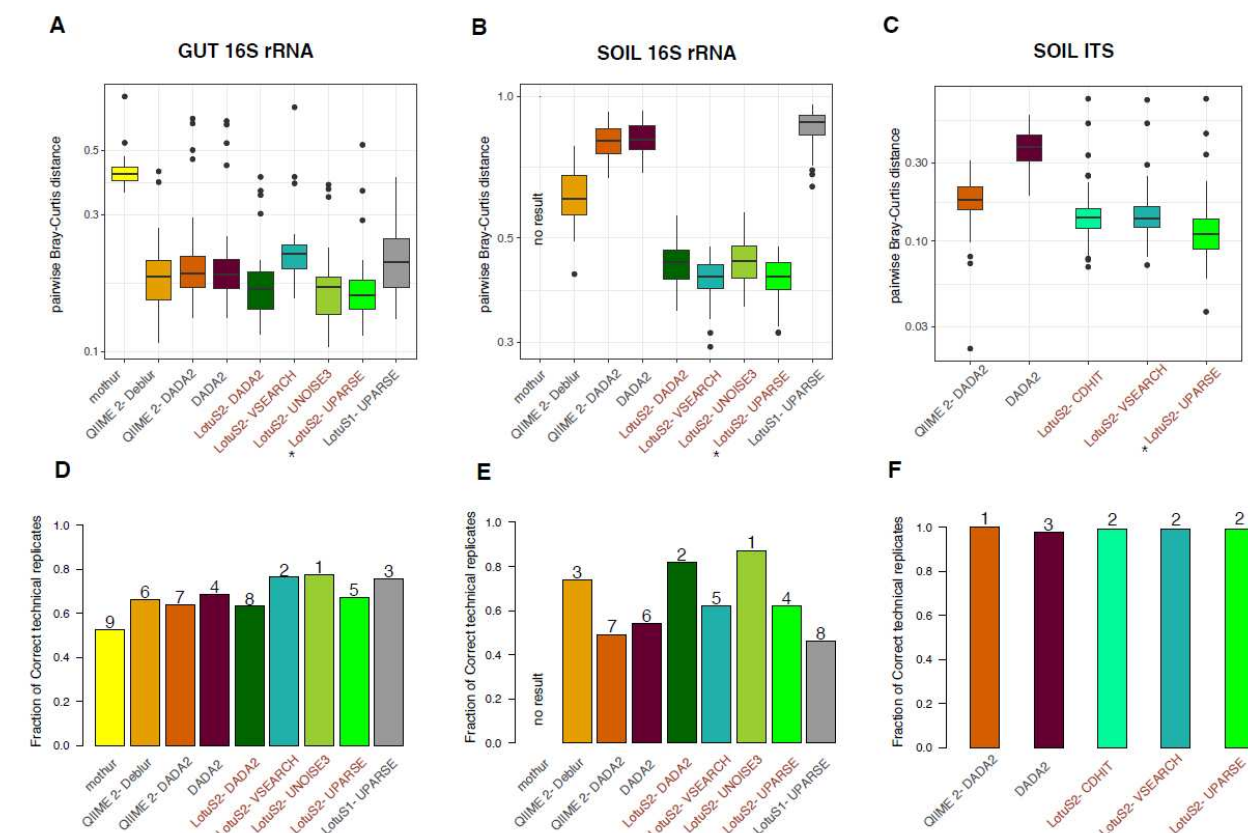 A
GUT 16S rRNA
pairwise Bray-Curtis distance
0.5
0.3
0.1
mothur
QIIME 2- Deblur
QIIME 2- DADA2
DADA2
LotuS2- DADA2
LotuS2- VSEARCH
LotuS2- UNOISE3
LotuS2- UPARSE
LotuS1- UPARSE
*
B
SOIL 16S rRNA
pairwise Bray-Curtis distance
1.0
0.5
0.3
no result
mothur
QIIME 2- Deblur
QIIME 2- DADA2
DADA2
LotuS2- DADA2
LotuS2- VSEARCH
LotuS2- UNOISE3
LotuS2- UPARSE
LotuS1- UPARSE
*
C
SOIL ITS
pairwise Bray-Curtis distance
0.30
0.10
0.03
QIIME 2- DADA2
DADA2
LotuS2- CDHIT
LotuS2- VSEARCH
LotuS2- UPARSE
*
D
Fraction of Correct technical replicates
1.0
0.8
0.6
0.4
0.2
0.0
9
6
7
4
8
2
1
5
3
mothur
QIIME 2- Deblur
QIIME 2- DADA2
DADA2
LotuS2- DADA2
LotuS2- VSEARCH
LotuS2- UNOISE3
LotuS2- UPARSE
LotuS1- UPARSE
E
Fraction of Correct technical replicates
1.0
0.8
0.6
0.4
0.2
0.0
no result
3
7
6
2
5
1
4
8
mothur
QIIME 2- Deblur
QIIME 2- DADA2
DADA2
LotuS2- DADA2
LotuS2- VSEARCH
LotuS2- UNOISE3
LotuS2- UPARSE
LotuS1- UPARSE
F
Fraction of Correct technical replicates
1.0
0.8
0.6
0.4
0.2
0.0
1
3
2
2
2
QIIME 2- DADA2
DADA2
LotuS2- CDHIT
LotuS2- VSEARCH
LotuS2- UPARSE